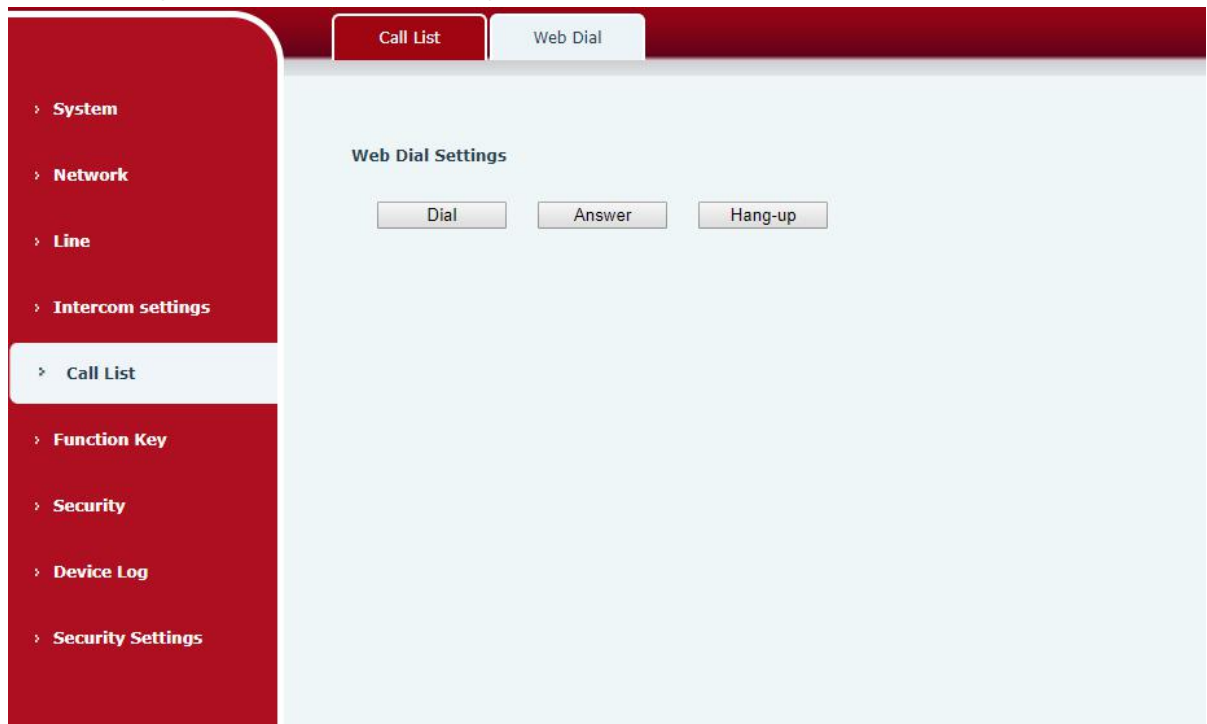 Call List Web Dial
System
Network
Line
Intercom settings
Call List
Function Key
Security
Device Log
Security Settings
Web Dial Settings
Dial Answer Hang-up